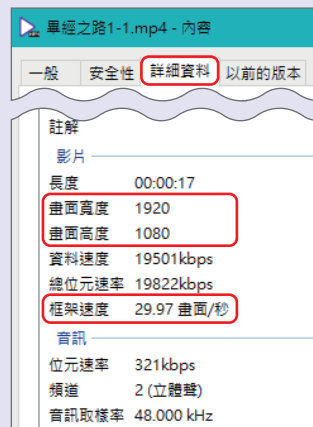 畢經之路1-1.mp4 - 內容
一般 安全性 詳細資料 以前的版本
註解
影片
長度 00:00:17
畫面寬度 1920
畫面高度 1080
資料速度 19501kbps
總位元速率 19822kbps
框架速度 29.97 畫面/秒
音訊
位元速率 321kbps
頻道 2 (立體聲)
音訊取樣率 48.000 kHz